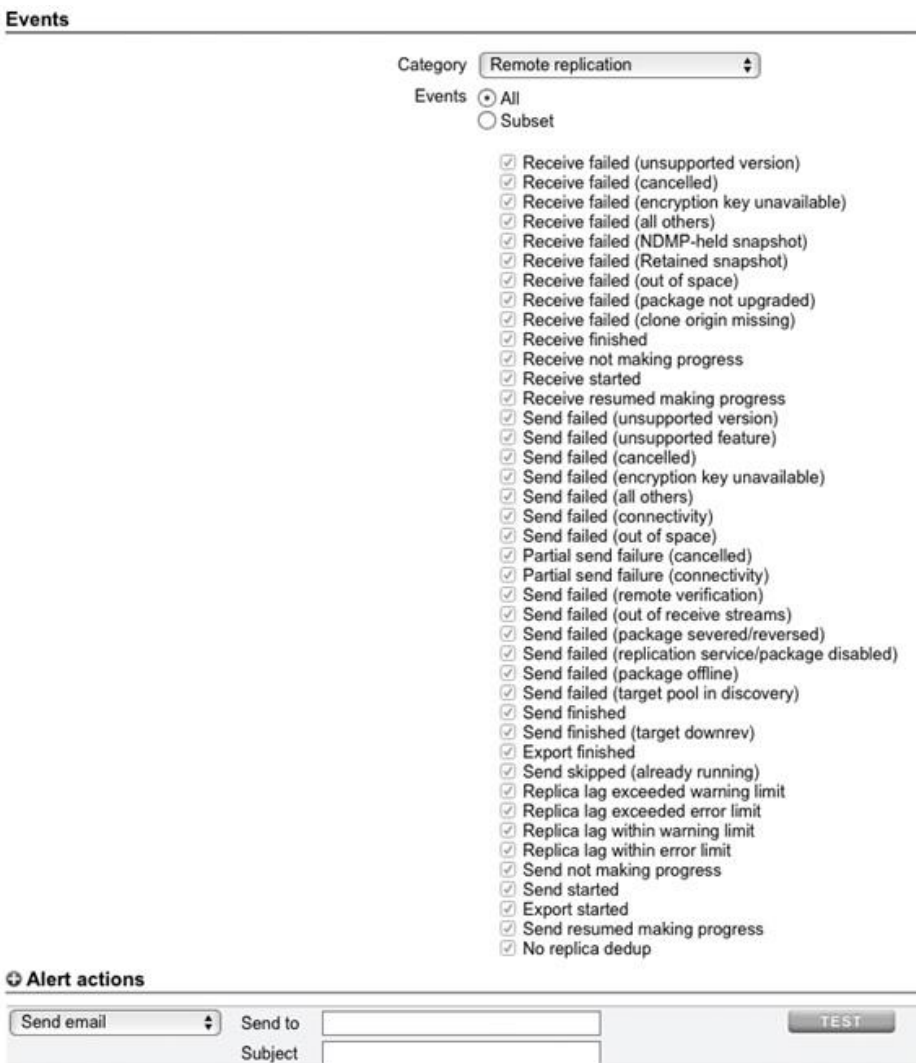 Events
Category Remote replication
Events All
Subset
Receive failed (unsupported version)
Receive failed (cancelled)
Receive failed (encryption key unavailable)
Receive failed (all others)
Receive failed (NDMP-held snapshot)
Receive failed (Retained snapshot)
Receive failed (out of space)
Receive failed (package not upgraded)
Receive failed (clone origin missing)
Receive finished
Receive not making progress
Receive started
Receive resumed making progress
Send failed (unsupported version)
Send failed (unsupported feature)
Send failed (cancelled)
Send failed (encryption key unavailable)
Send failed (all others)
Send failed (connectivity)
Send failed (out of space)
Partial send failure (cancelled)
Partial send failure (connectivity)
Send failed (remote verification)
Send failed (out of receive streams)
Send failed (package severed/reversed)
Send failed (replication service/package disabled)
Send failed (package offline)
Send failed (target pool in discovery)
Send finished
Send finished (target downrev)
Export finished
Send skipped (already running)
Replica lag exceeded warning limit
Replica lag exceeded error limit
Replica lag within warning limit
Replica lag within error limit
Send not making progress
Send started
Export started
Send resumed making progress
No replica dedup
Alert actions
Send email Send to TEST
Subject